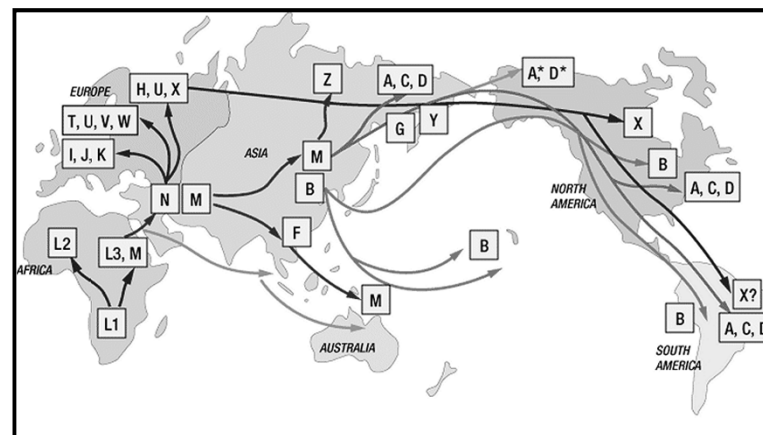 Z
A, C, D
A,* D*
EUROPE
H, U, X
T, U, V, W
G
Y
X
I, J, K
ASIA
M
B
B
N
M
NORTH
AMERICA
A, C, D
F
L2
L3, M
B
AFRICA
M
X?
L1
B
A, C, D
AUSTRALIA
SOUTH
AMERICA